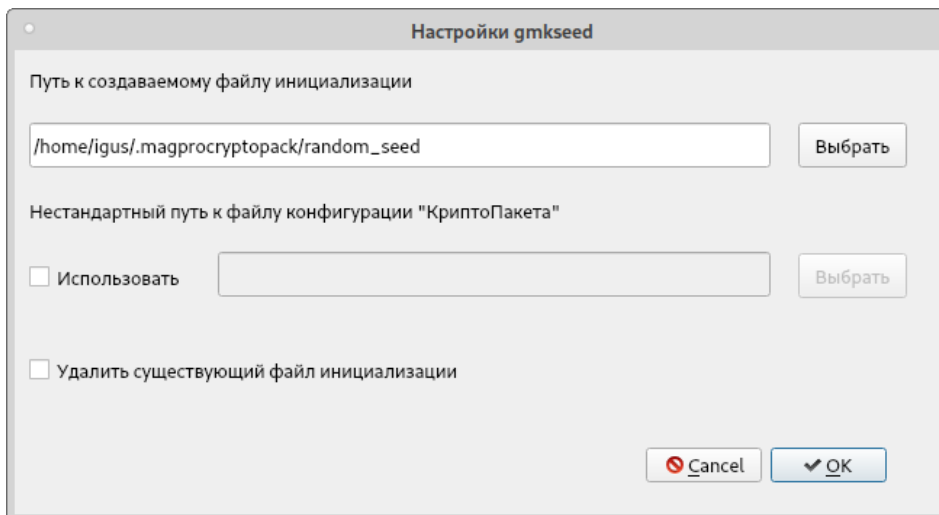 Настройки gmkseed
Путь к создаваемому файлу инициализации
/home/igus/.magprocryptopack/random_seed
Выбрать
Нестандартный путь к файлу конфигурации "КриптоПакета"
Использовать
Выбрать
Удалить существующий файл инициализации
Cancel
OK